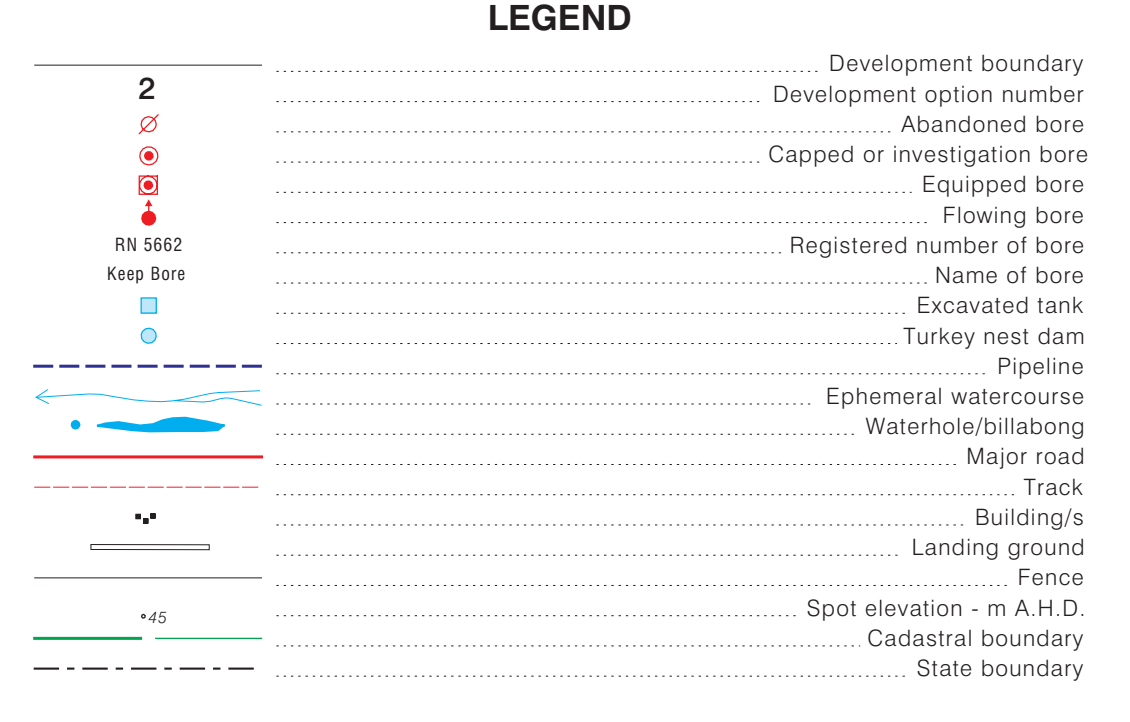 LEGEND
Development boundary
2 Development option number
Abandoned bore
Capped or investigation bore
Equipped bore
Flowing bore
RN 5662 Registered number of bore
Keep Bore Name of bore
Excavated tank
Turkey nest dam
Pipeline
Ephemeral watercourse
Waterhole/billabong
Major road
Track
Building/s
Landing ground
Fence
45 Spot elevation - m A.H.D.
Cadastral boundary
State boundary